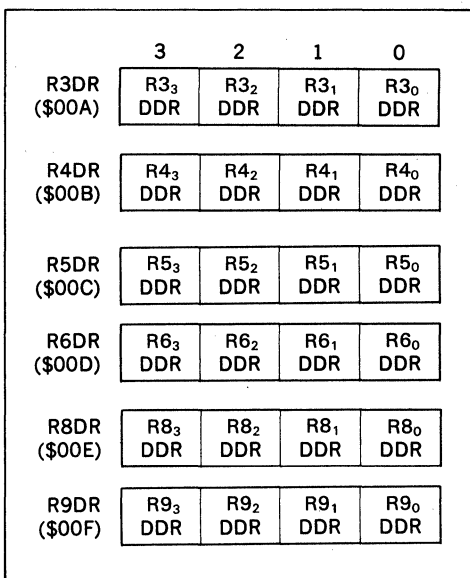 3 2 1 0
R3DR R3₃ R3₂ R3₁ R3₀
($00A) DDR DDR DDR DDR
R4DR R4₃ R4₂ R4₁ R4₀
($00B) DDR DDR DDR DDR
R5DR R5₃ R5₂ R5₁ R5₀
($00C) DDR DDR DDR DDR
R6DR R6₃ R6₂ R6₁ R6₀
($00D) DDR DDR DDR DDR
R8DR R8₃ R8₂ R8₁ R8₀
($00E) DDR DDR DDR DDR
R9DR R9₃ R9₂ R9₁ R9₀
($00F) DDR DDR DDR DDR